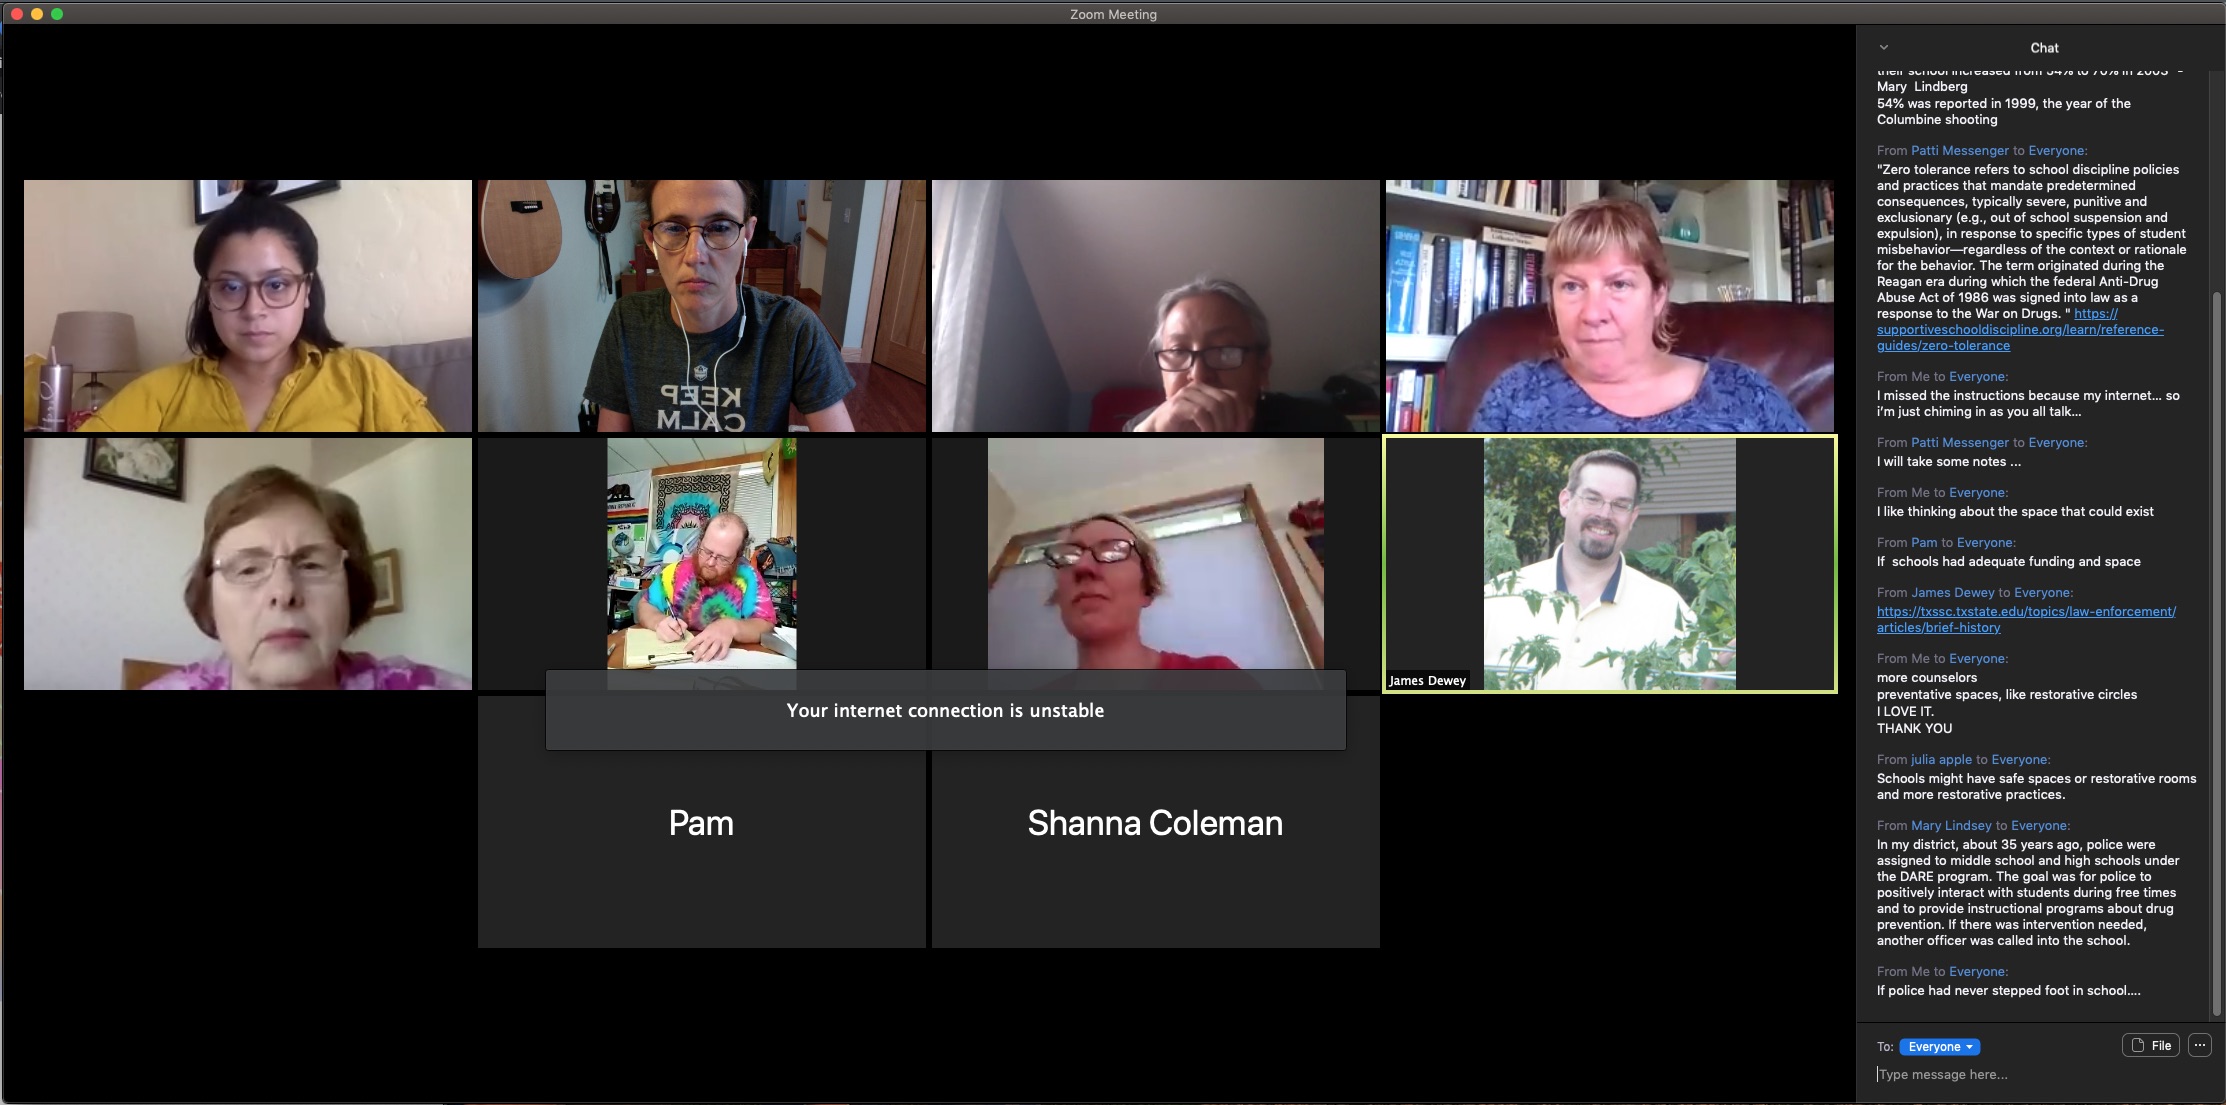 Zoom Meeting
KEEP
CALM
James Dewey
Your internet connection is unstable
Pam
Shanna Coleman
Chat
their school increased from 54% to 70% in 2003" -
Mary Lindberg
54% was reported in 1999, the year of the
Columbine shooting
From Patti Messenger to Everyone:
"Zero tolerance refers to school discipline policies
and practices that mandate predetermined
consequences, typically severe, punitive and
exclusionary (e.g., out of school suspension and
expulsion), in response to specific types of student
misbehavior—regardless of the context or rationale
for the behavior. The term originated during the
Reagan era during which the federal Anti-Drug
Abuse Act of 1986 was signed into law as a
response to the War on Drugs. " https://
supportiveschooldiscipline.org/learn/reference-
guides/zero-tolerance
From Me to Everyone:
I missed the instructions because my internet... so
i'm just chiming in as you all talk...
From Patti Messenger to Everyone:
I will take some notes ...
From Me to Everyone:
I like thinking about the space that could exist
From Pam to Everyone:
If  schools had adequate funding and space
From James Dewey to Everyone:
https://txssc.txstate.edu/topics/law-enforcement/
articles/brief-history
From Me to Everyone:
more counselors
preventative spaces, like restorative circles
I LOVE IT.
THANK YOU
From julia apple to Everyone:
Schools might have safe spaces or restorative rooms
and more restorative practices.
From Mary Lindsey to Everyone:
In my district, about 35 years ago, police were
assigned to middle school and high schools under
the DARE program. The goal was for police to
positively interact with students during free times
and to provide instructional programs about drug
prevention. If there was intervention needed,
another officer was called into the school.
From Me to Everyone:
If police had never stepped foot in school....
To: Everyone
File
Type message here...